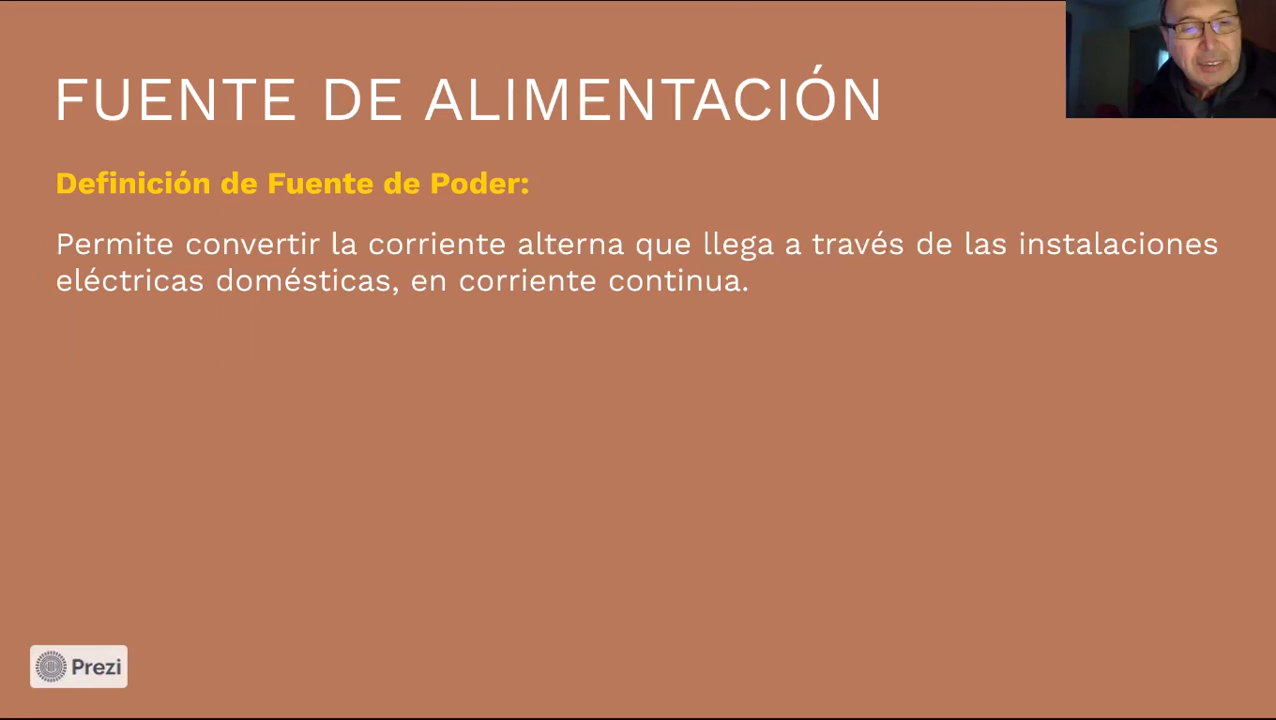 FUENTE DE ALIMENTACIÓN
Definición de Fuente de Poder:
Permite convertir la corriente alterna que llega a través de las instalaciones
eléctricas domésticas, en corriente continua.
Prezi